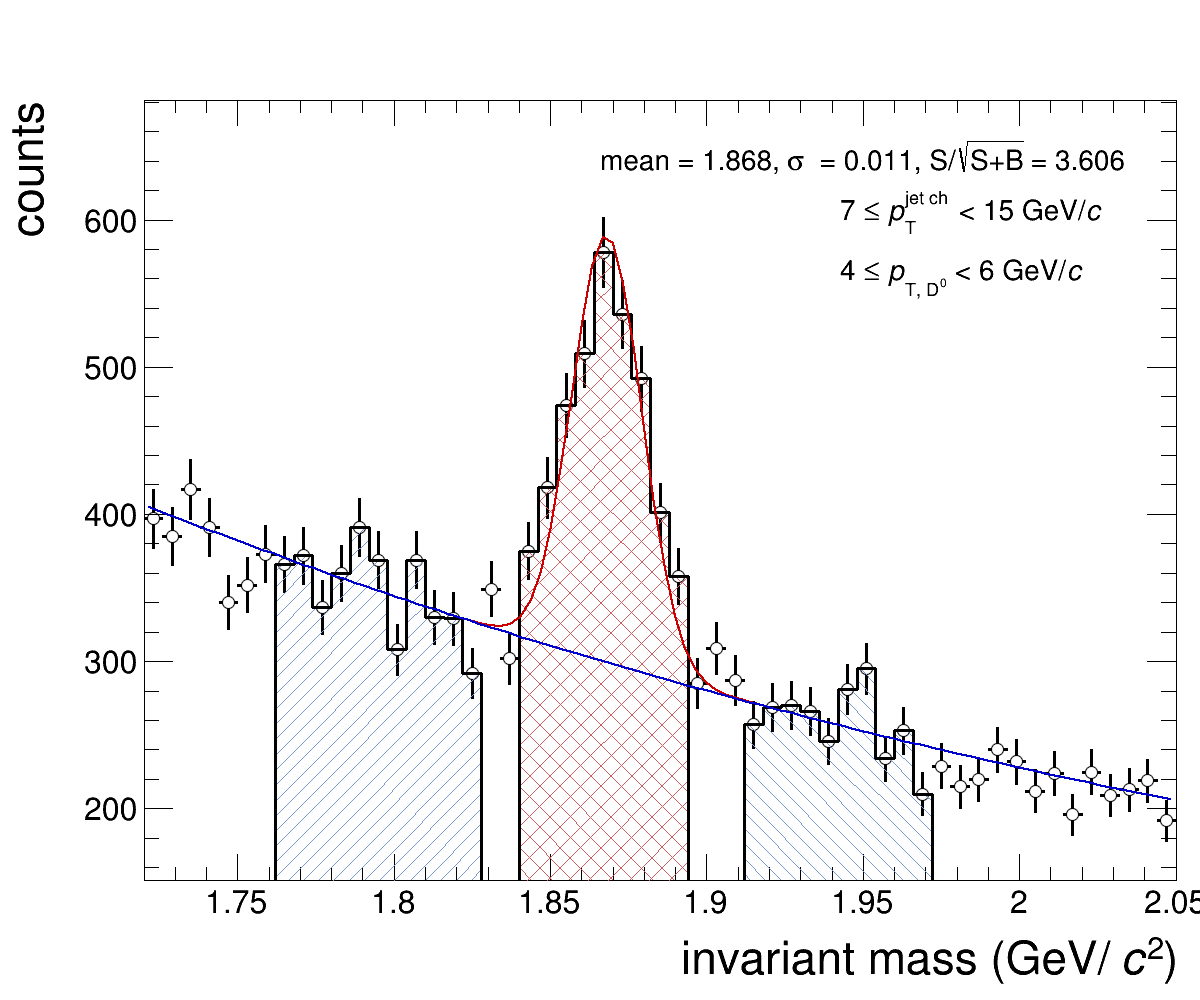 counts
mean = 1.868, σ = 0.011, S/√S+B = 3.606
7 ≤ p_T^{jet ch} < 15 GeV/c
4 ≤ p_{T, D^0} < 6 GeV/c
600
500
400
300
200
1.75 1.8 1.85 1.9 1.95 2 2.05
invariant mass (GeV/ c²)